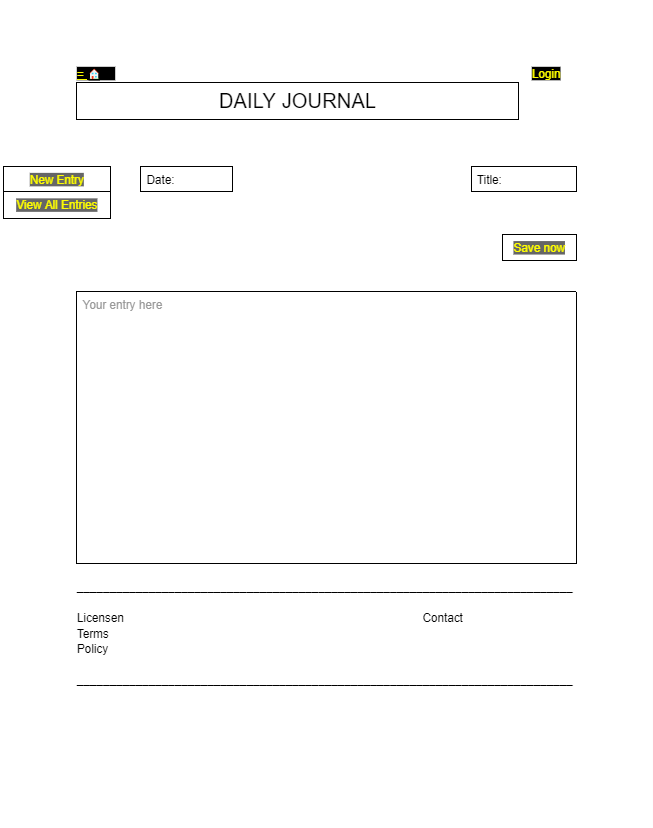 = 🏠 Login
DAILY JOURNAL
New Entry Date: Title:
View All Entries
Save now
Your entry here
Licensen Contact
Terms
Policy